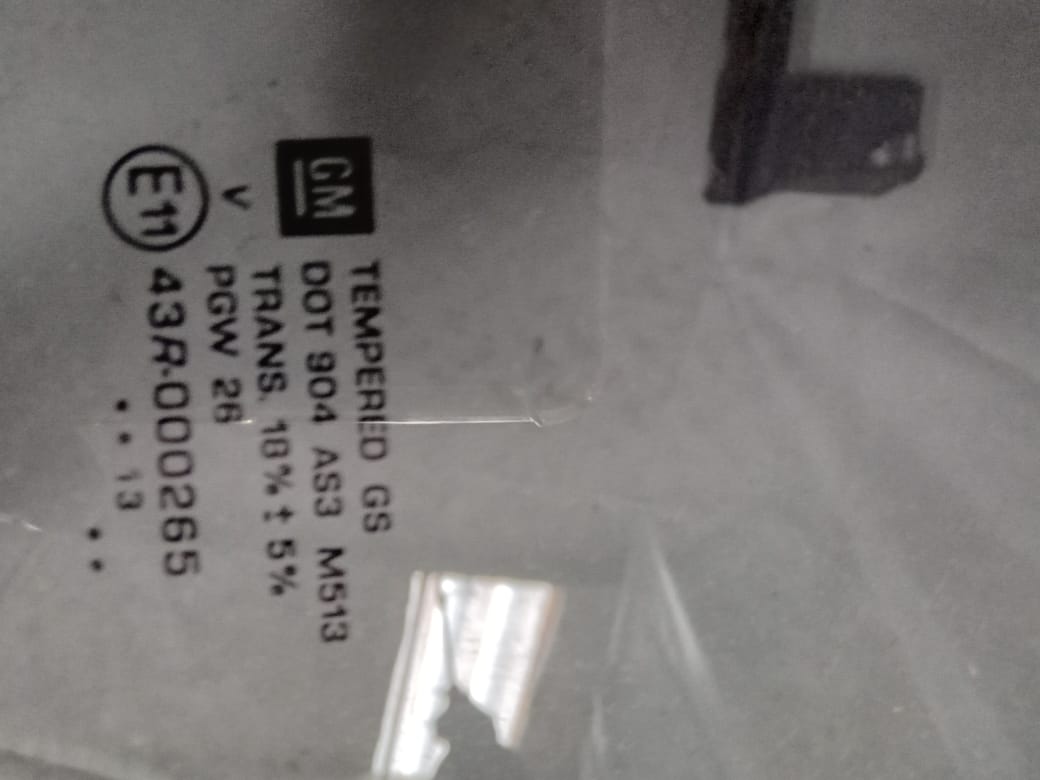 GM
TEMPERED GS
DOT 904 AS3 M513
TRANS. 18% ± 5%
V
PGW 26
E11 43R-000265
• • 13 • •